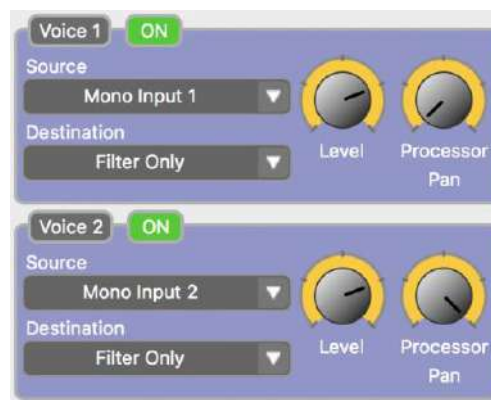 Voice 1 ON
Source
Mono Input 1
Destination
Filter Only
Level
Processor
Pan
Voice 2 ON
Source
Mono Input 2
Destination
Filter Only
Level
Processor
Pan